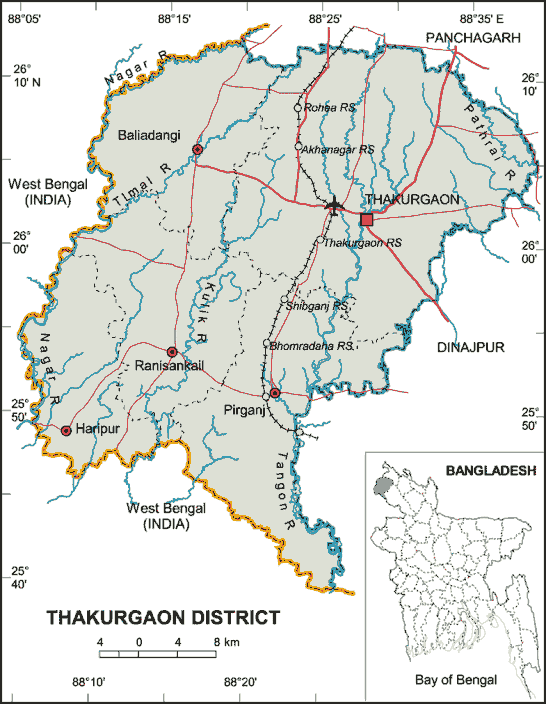 88°05'
88°15'
88°25'
88°35' E
PANCHAGARH
26°
10' N
26°
10'
Nagar R
Rohea RS
Pathrai R
Baliadangi
Akhanagar RS
Timai R
West Bengal
(INDIA)
THAKURGAON
26°
00'
Thakurgaon RS
26°
00'
Kulik R
Shibganj RS
Nagar R
Bhomradaha RS
DINAJPUR
Ranisankail
25°
50'
Pirganj
25°
50'
Haripur
Tangon R
West Bengal
(INDIA)
BANGLADESH
25°
40'
THAKURGAON DISTRICT
4 0 4 8 km
Bay of Bengal
88°10'
88°20'